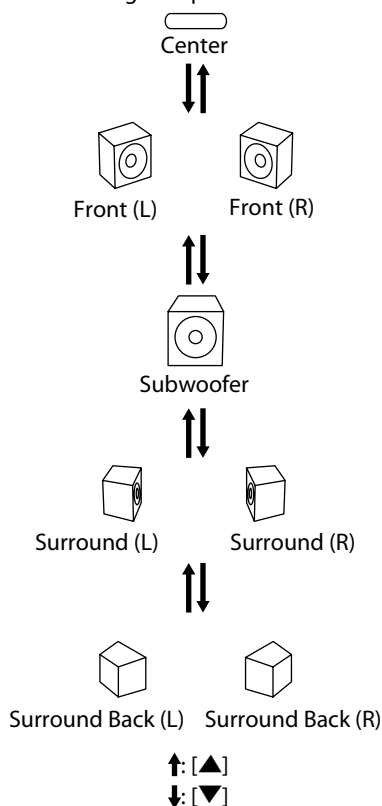 Center
Front (L) Front (R)
Subwoofer
Surround (L) Surround (R)
Surround Back (L) Surround Back (R)
⬆: [▲]
⬇: [▼]